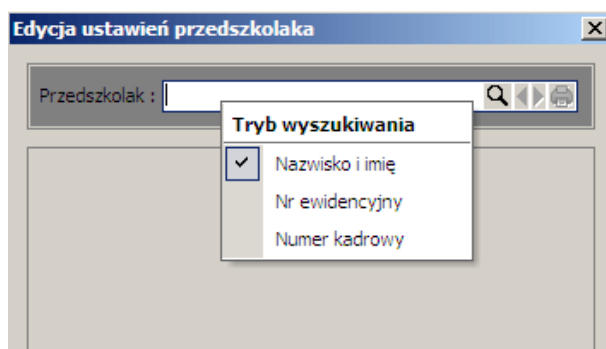 Edycja ustawień przedszkolaka
Przedszkolak :
Tryb wyszukiwania
Nazwisko i imię
Nr ewidencyjny
Numer kadrowy